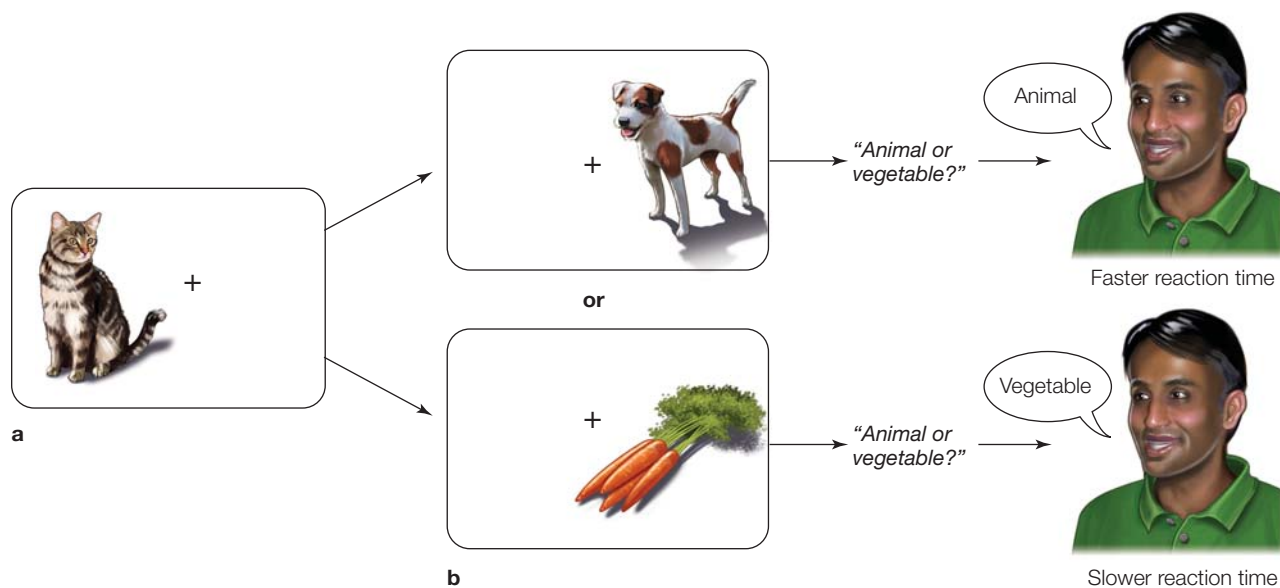 +
a
+
"Animal or
vegetable?"
Animal
Faster reaction time
or
+
"Animal or
vegetable?"
Vegetable
Slower reaction time
b